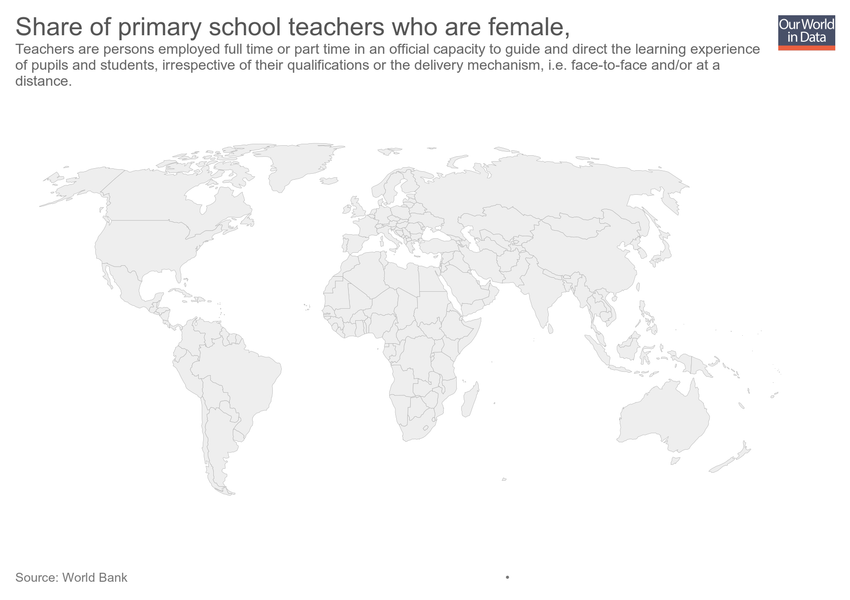 Share of primary school teachers who are female,
Our World
in Data
Teachers are persons employed full time or part time in an official capacity to guide and direct the learning experience
of pupils and students, irrespective of their qualifications or the delivery mechanism, i.e. face-to-face and/or at a
distance.
Source: World Bank
•